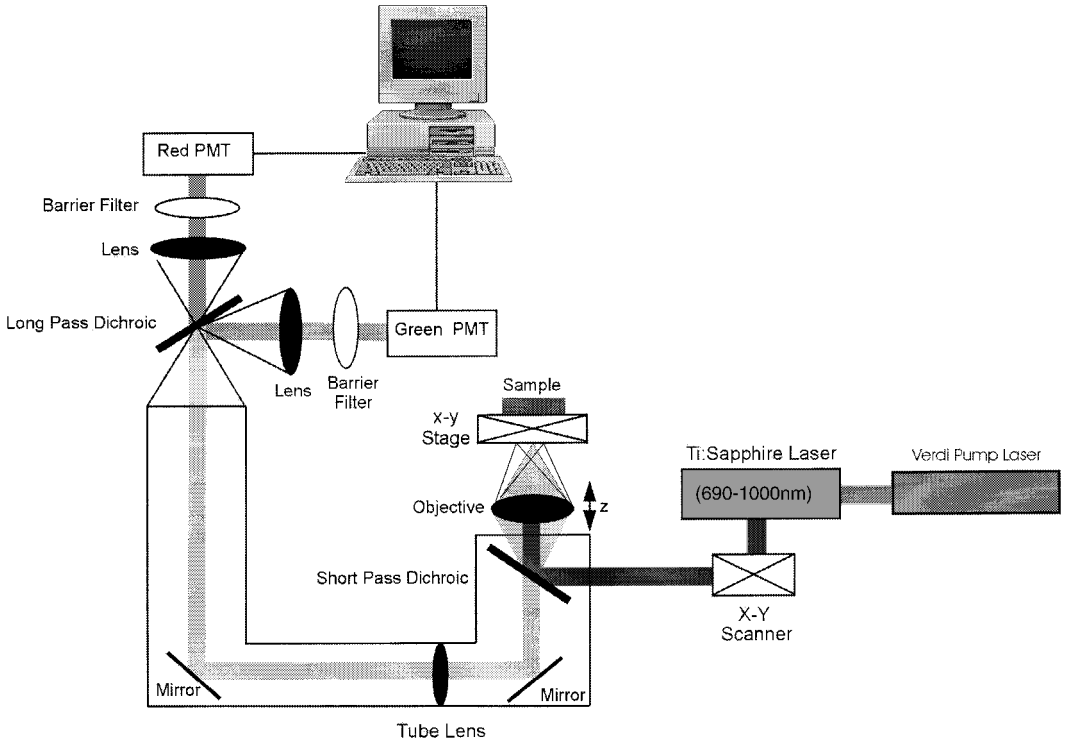 Red PMT
Barrier Filter
Lens
Long Pass Dichroic
Green PMT
Lens
Barrier
Filter
Sample
x-y
Stage
Ti:Sapphire Laser
Verdi Pump Laser
(690-1000nm)
Objective
z
Short Pass Dichroic
X-Y
Scanner
Mirror
Mirror
Tube Lens